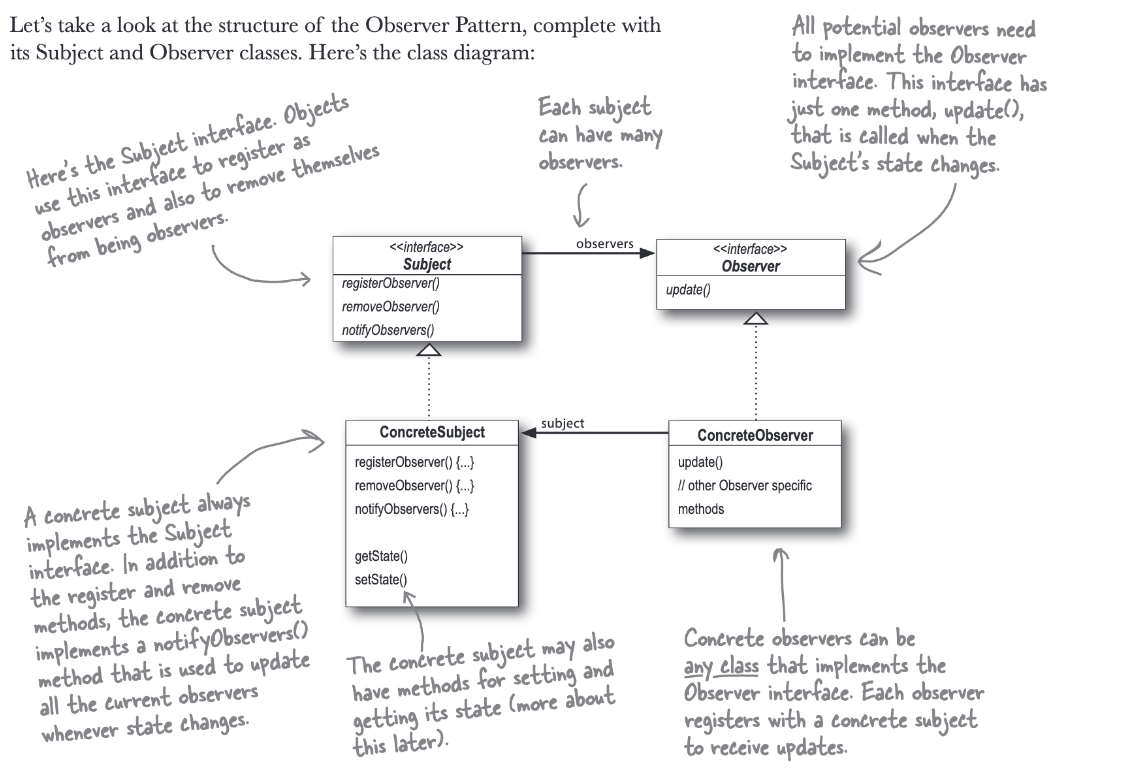 Let's take a look at the structure of the Observer Pattern, complete with
its Subject and Observer classes. Here's the class diagram:
All potential observers need
to implement the Observer
interface. This interface has
just one method, update(),
that is called when the
Subject's state changes.
Here's the Subject interface. Objects
use this interface to register as
observers and also to remove themselves
from being observers.
Each subject
can have many
observers.
<<interface>>
Subject
registerObserver()
removeObserver()
notifyObservers()
observers
<<interface>>
Observer
update()
ConcreteSubject
registerObserver() {...}
removeObserver() {...}
notifyObservers() {...}
getState()
setState()
subject
ConcreteObserver
update()
// other Observer specific
methods
A concrete subject always
implements the Subject
interface. In addition to
the register and remove
methods, the concrete subject
implements a notifyObservers()
method that is used to update
all the current observers
whenever state changes.
The concrete subject may also
have methods for setting and
getting its state (more about
this later).
Concrete observers can be
any class that implements the
Observer interface. Each observer
registers with a concrete subject
to receive updates.